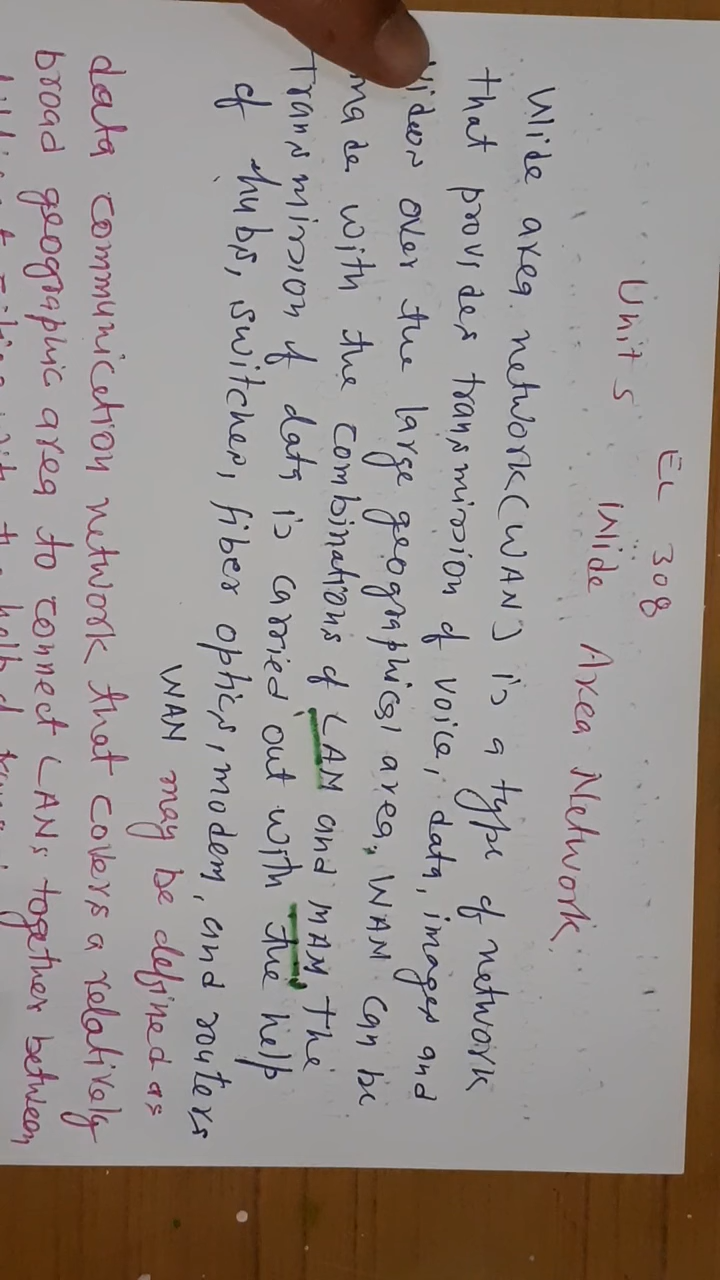 EC 308
Unit 5 Wide Area Network.
Wide area network (WAN) is a type of network
that provides transmission of voice, data, images and
videos over the large geographical area. WAN can be
made with the combinations of LAN and MAN. The
transmission of data is carried out with the help
of hubs, switches, fiber optics, modem, and routers
WAN may be defined as
data communication network that covers a relatively
broad geographic area to connect LANs together between